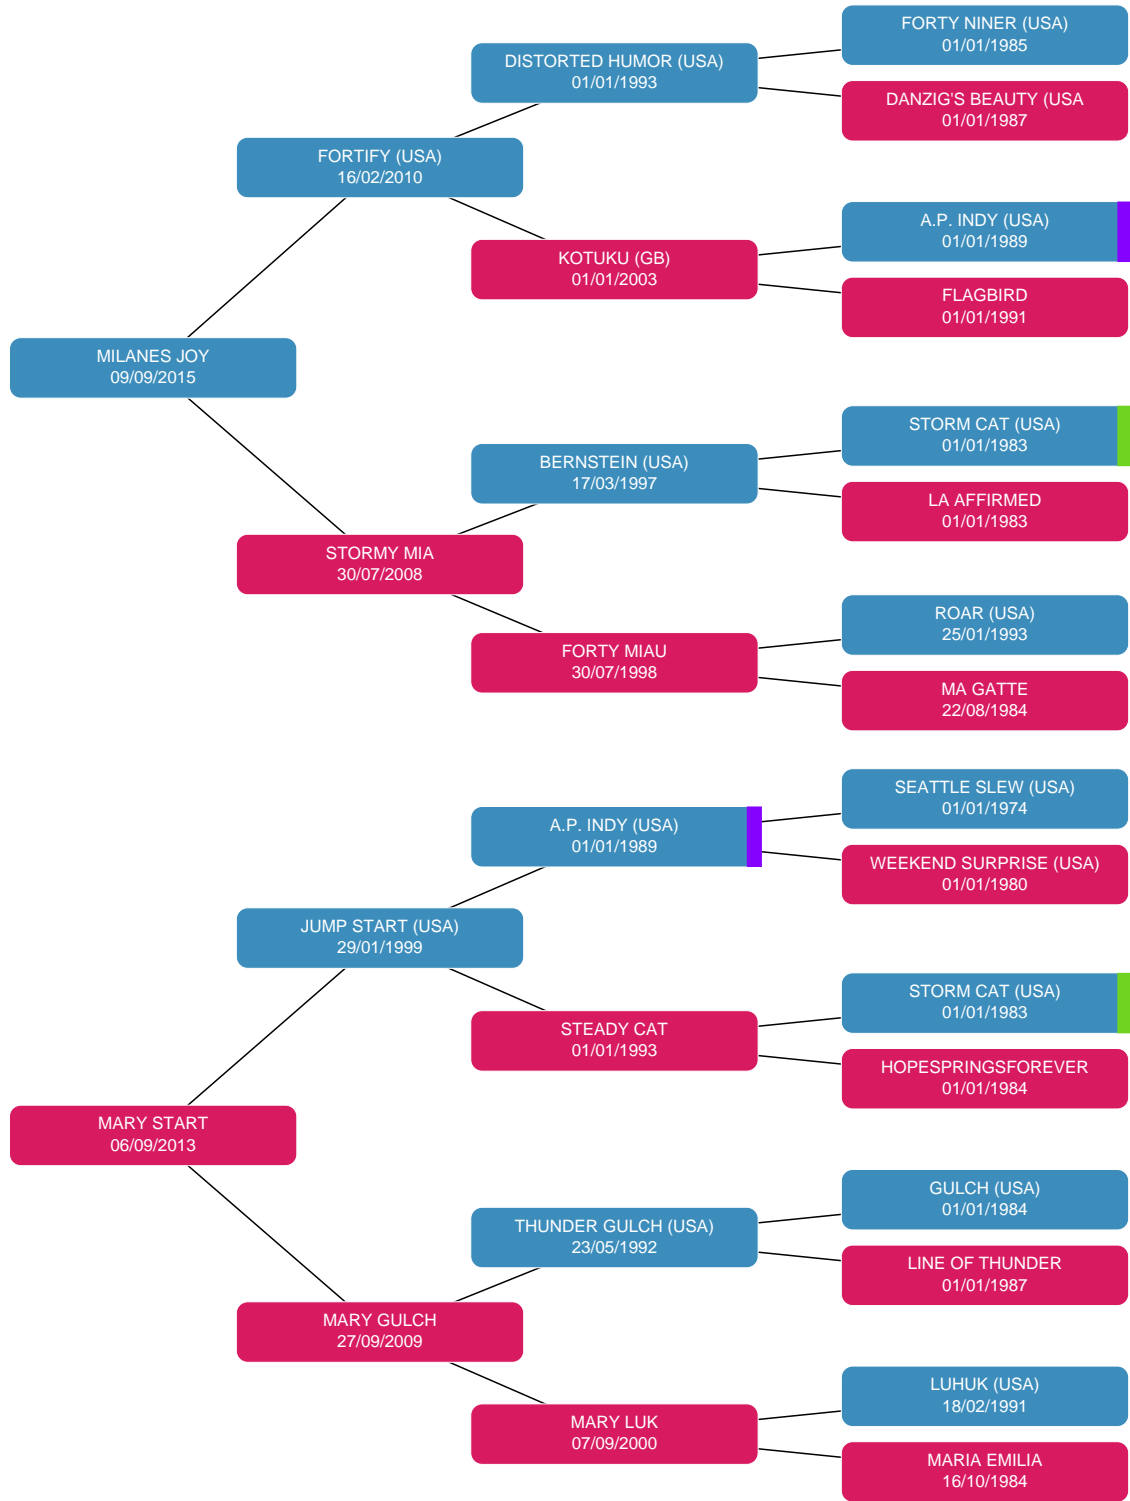 FORTY NINER (USA)
01/01/1985
DISTORTED HUMOR (USA)
01/01/1993
DANZIG'S BEAUTY (USA
01/01/1987
FORTIFY (USA)
16/02/2010
A.P. INDY (USA)
01/01/1989
KOTUKU (GB)
01/01/2003
FLAGBIRD
01/01/1991
MILANES JOY
09/09/2015
STORM CAT (USA)
01/01/1983
BERNSTEIN (USA)
17/03/1997
LA AFFIRMED
01/01/1983
STORMY MIA
30/07/2008
ROAR (USA)
25/01/1993
FORTY MIAU
30/07/1998
MA GATTE
22/08/1984
SEATTLE SLEW (USA)
01/01/1974
A.P. INDY (USA)
01/01/1989
WEEKEND SURPRISE (USA)
01/01/1980
JUMP START (USA)
29/01/1999
STORM CAT (USA)
01/01/1983
STEADY CAT
01/01/1993
HOPESPRINGSFOREVER
01/01/1984
MARY START
06/09/2013
GULCH (USA)
01/01/1984
THUNDER GULCH (USA)
23/05/1992
LINE OF THUNDER
01/01/1987
MARY GULCH
27/09/2009
LUHUK (USA)
18/02/1991
MARY LUK
07/09/2000
MARIA EMILIA
16/10/1984